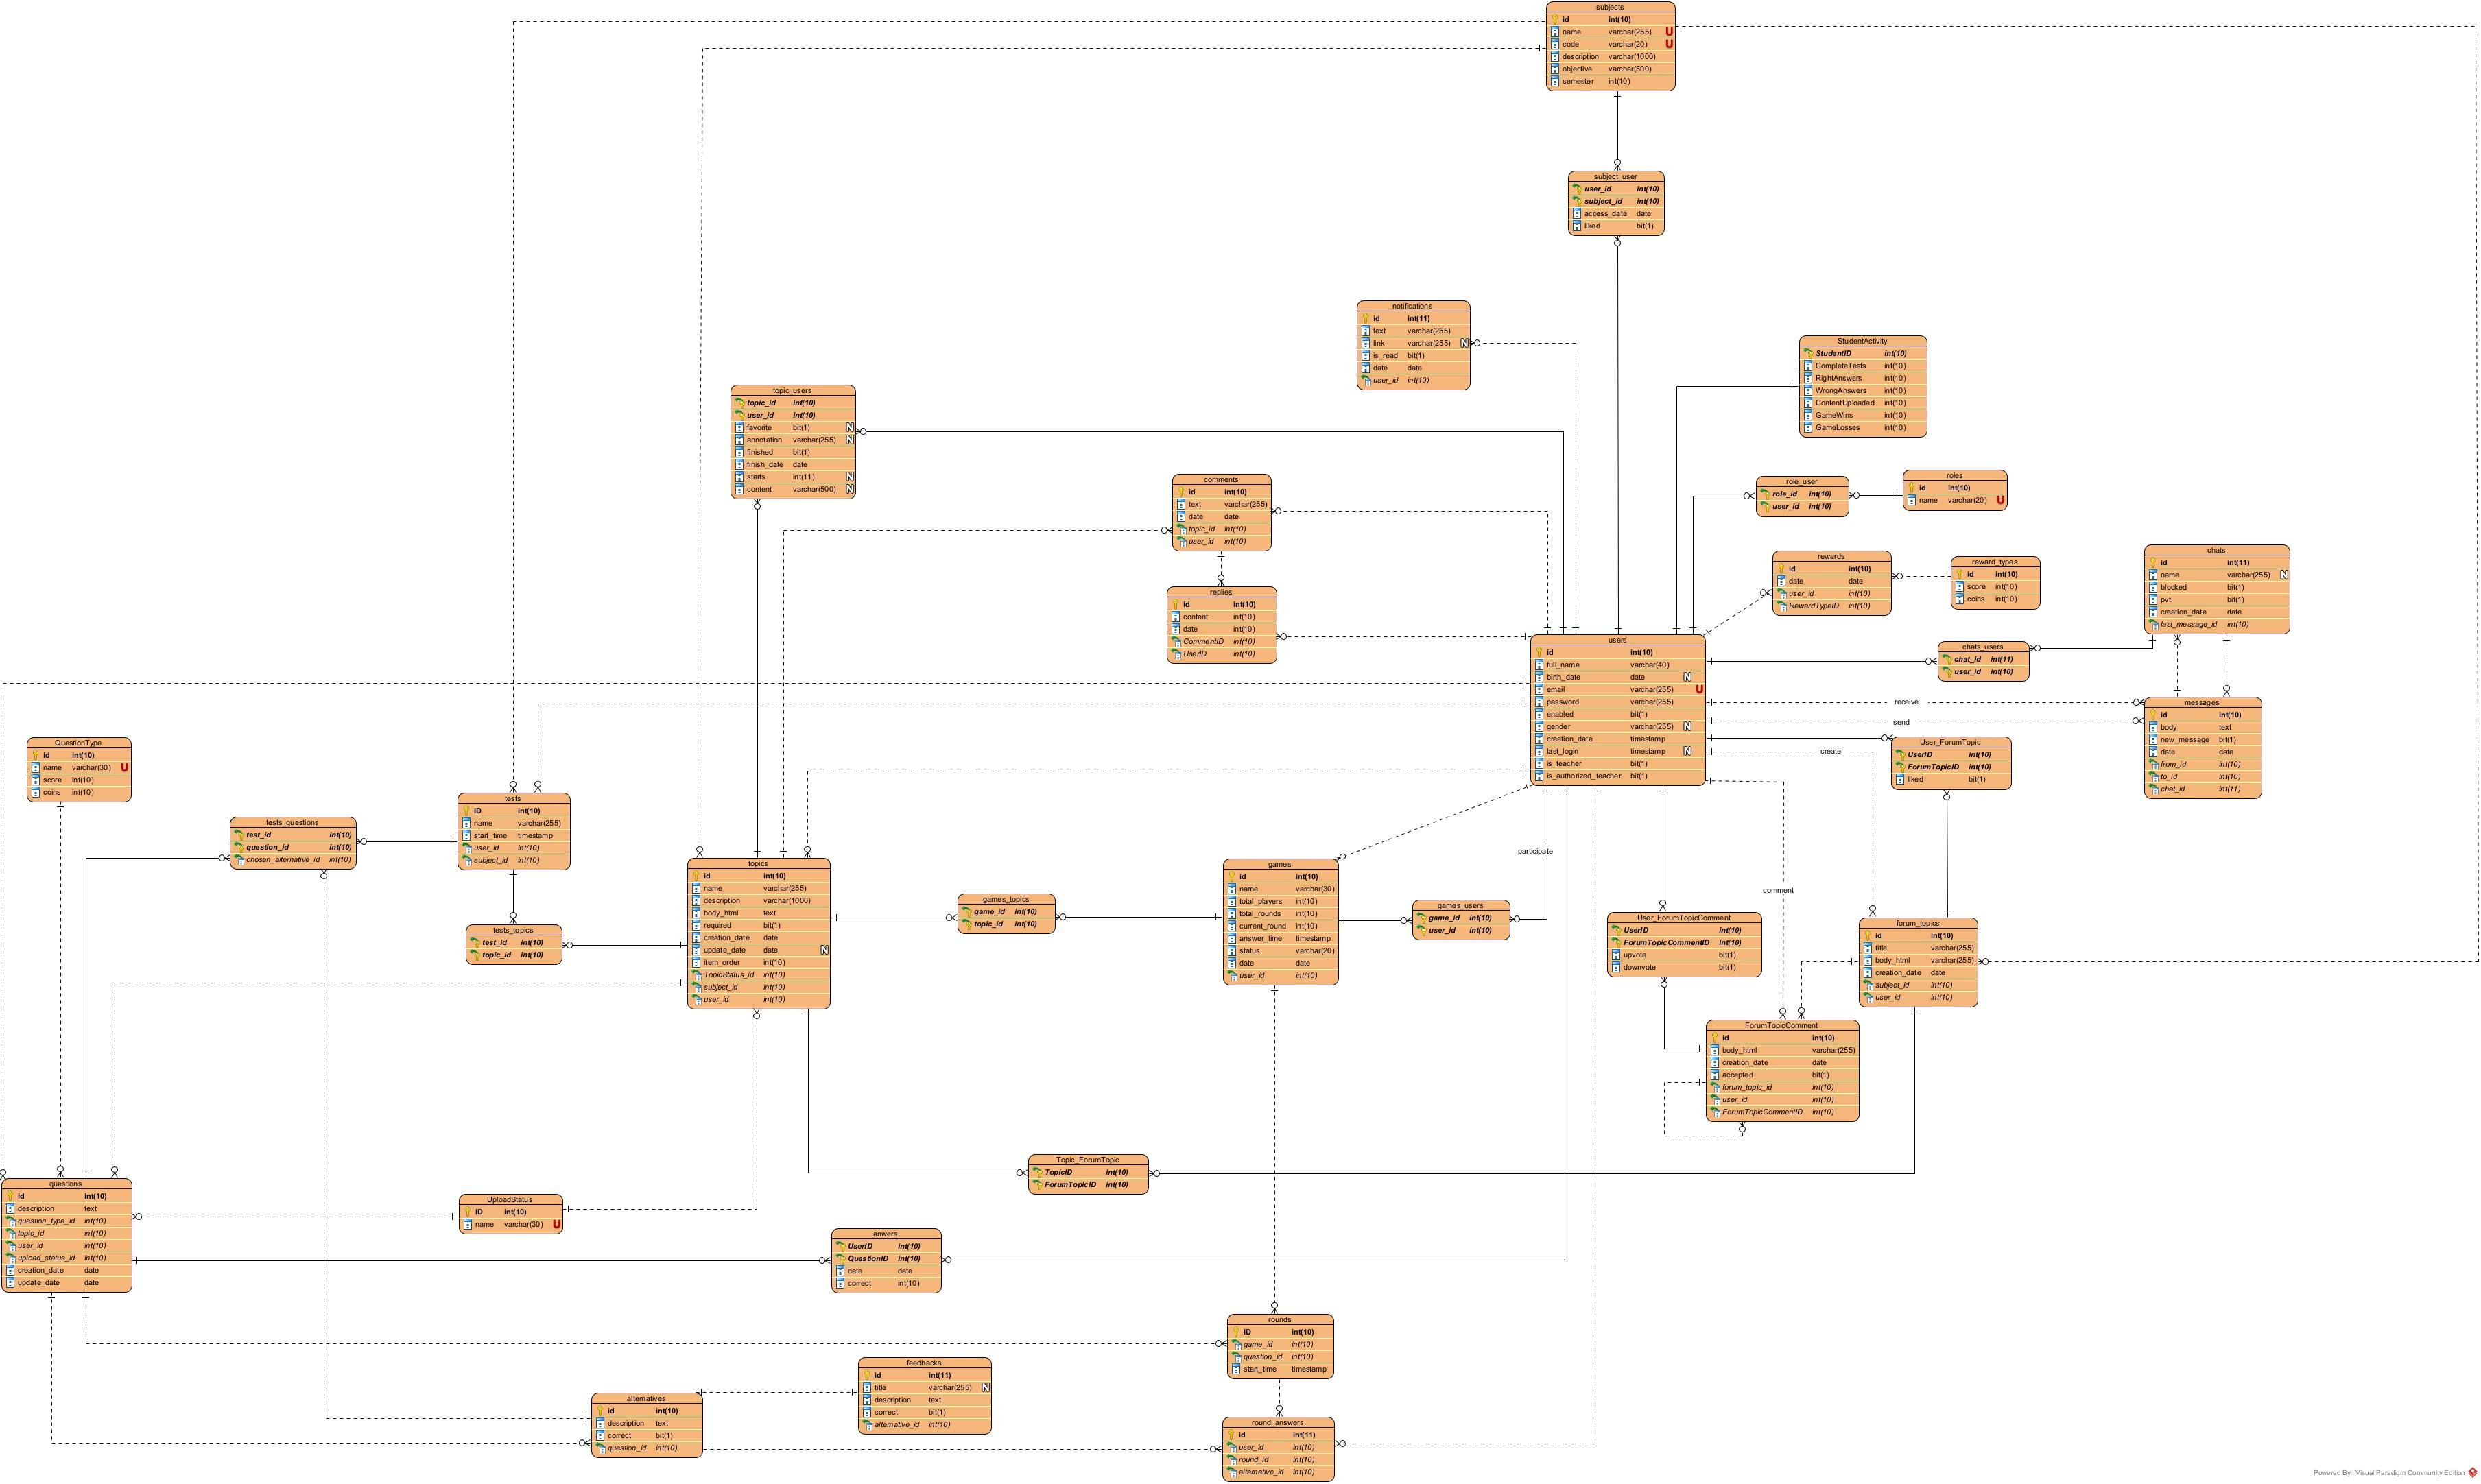 subjects
id int(10)
name varchar(255) U
code varchar(20) U
description varchar(1000)
objective varchar(500)
semester int(10)
subject_user
user_id int(10)
subject_id int(10)
access_date date
liked bit(1)
notifications
id int(11)
text varchar(255)
link varchar(255) N
is_read bit(1)
date date
user_id int(10)
StudentActivity
StudentID int(10)
CompleteTests int(10)
RightAnswers int(10)
WrongAnswers int(10)
ContentUploaded int(10)
GameWins int(10)
GameLosses int(10)
topic_users
topic_id int(10)
user_id int(10)
favorite bit(1) N
annotation varchar(255) N
finished bit(1)
finish_date date
starts int(11) N
content varchar(500) N
comments
id int(10)
text varchar(255)
date date
topic_id int(10)
user_id int(10)
role_user
role_id int(10)
user_id int(10)
roles
id int(10)
name varchar(20) U
rewards
id int(10)
date date
user_id int(10)
RewardTypeID int(10)
reward_types
id int(10)
score int(10)
coins int(10)
chats
id int(11)
name varchar(255) N
blocked bit(1)
pvt bit(1)
creation_date date
last_message_id int(10)
replies
id int(10)
content int(10)
date int(10)
CommentID int(10)
UserID int(10)
users
id int(10)
full_name varchar(40)
birth_date date N
email varchar(255) U
password varchar(255)
enabled bit(1)
gender varchar(255) N
creation_date timestamp
last_login timestamp N
is_teacher bit(1)
is_authorized_teacher bit(1)
chats_users
chat_id int(11)
user_id int(10)
receive
send
create
messages
id int(10)
body text
new_message bit(1)
date date
from_id int(10)
to_id int(10)
chat_id int(11)
User_ForumTopic
UserID int(10)
ForumTopicID int(10)
liked bit(1)
QuestionType
id int(10)
name varchar(30) U
score int(10)
coins int(10)
tests
ID int(10)
name varchar(255)
start_time timestamp
user_id int(10)
subject_id int(10)
tests_questions
test_id int(10)
question_id int(10)
chosen_alternative_id int(10)
participate
comment
topics
id int(10)
name varchar(255)
description varchar(1000)
body_html text
required bit(1)
creation_date date
update_date date N
item_order int(10)
TopicStatus_id int(10)
subject_id int(10)
user_id int(10)
games
id int(10)
name varchar(30)
total_players int(10)
total_rounds int(10)
current_round int(10)
answer_time timestamp
status varchar(20)
date date
user_id int(10)
games_topics
game_id int(10)
topic_id int(10)
games_users
game_id int(10)
user_id int(10)
tests_topics
test_id int(10)
topic_id int(10)
User_ForumTopicComment
UserID int(10)
ForumTopicCommentID int(10)
upvote bit(1)
downvote bit(1)
forum_topics
id int(10)
title varchar(255)
body_html varchar(255)
creation_date date
subject_id int(10)
user_id int(10)
ForumTopicComment
id int(10)
body_html varchar(255)
creation_date date
accepted bit(1)
forum_topic_id int(10)
user_id int(10)
ForumTopicCommentID int(10)
Topic_ForumTopic
TopicID int(10)
ForumTopicID int(10)
questions
id int(10)
description text
question_type_id int(10)
topic_id int(10)
user_id int(10)
upload_status_id int(10)
creation_date date
update_date date
UploadStatus
ID int(10)
name varchar(30) U
anwers
UserID int(10)
QuestionID int(10)
date date
correct int(10)
rounds
ID int(10)
game_id int(10)
question_id int(10)
start_time timestamp
feedbacks
id int(11)
title varchar(255) N
description text
correct bit(1)
alternative_id int(10)
alternatives
id int(10)
description text
correct bit(1)
question_id int(10)
round_answers
id int(11)
user_id int(10)
round_id int(10)
alternative_id int(10)
Powered By: Visual Paradigm Community Edition